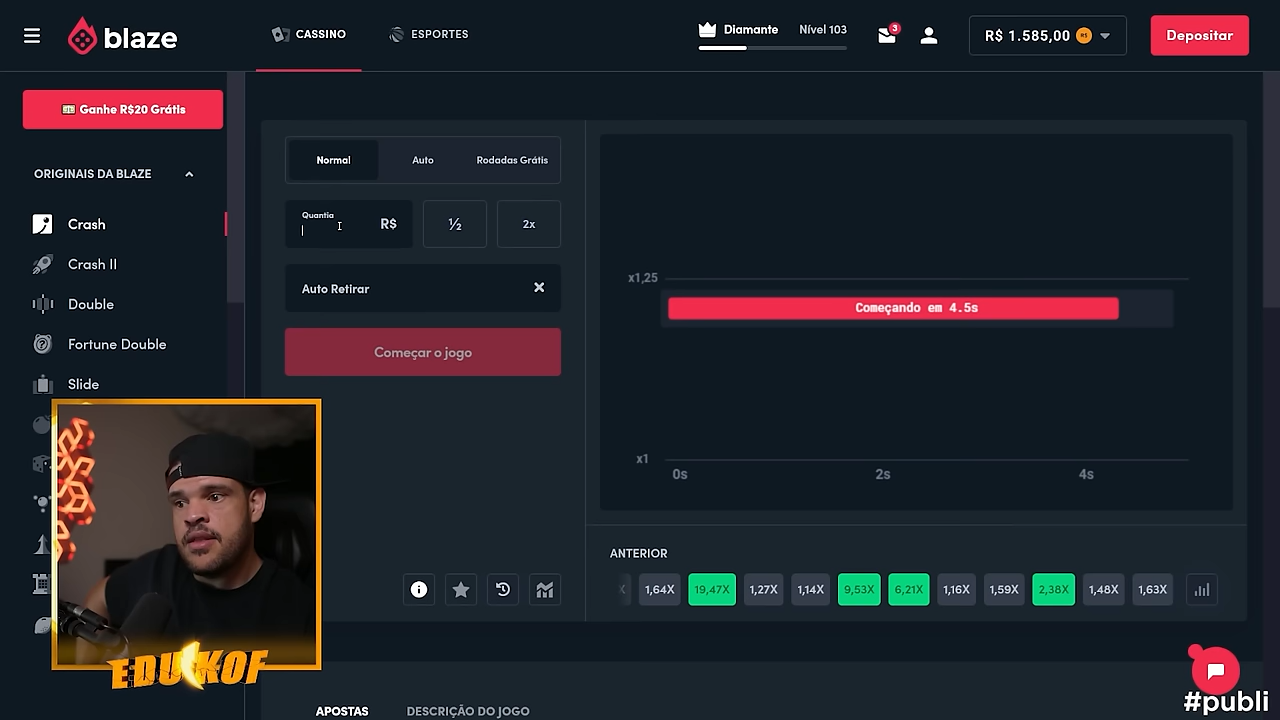 blaze
CASSINO
ESPORTES
Diamante
Nível 103
3
R$ 1.585,00
R$
Depositar
Ganhe R$20 Grátis
ORIGINAIS DA BLAZE
Crash
Crash II
Double
Fortune Double
Slide
Normal
Auto
Rodadas Grátis
Quantia
R$
½
2x
Auto Retirar
Começar o jogo
x1,25
Começando em 4.5s
x1
0s
2s
4s
ANTERIOR
X
1,64X
19,47X
1,27X
1,14X
9,53X
6,21X
1,16X
1,59X
2,38X
1,48X
1,63X
EDUKOF
#publi
APOSTAS
DESCRIÇÃO DO JOGO